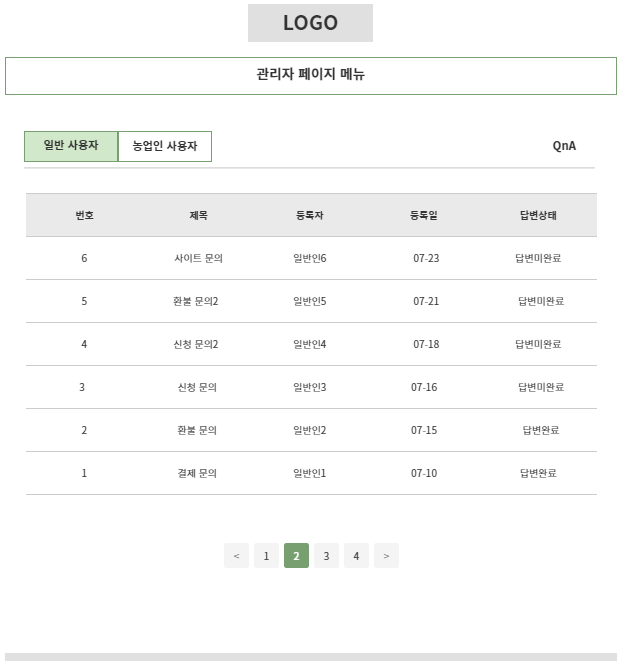 LOGO
관리자 페이지 메뉴
일반 사용자 농업인 사용자 QnA
번호 제목 등록자 등록일 답변상태
6 사이트 문의 일반인6 07-23 답변미완료
5 환불 문의2 일반인5 07-21 답변미완료
4 신청 문의2 일반인4 07-18 답변미완료
3 신청 문의 일반인3 07-16 답변미완료
2 환불 문의 일반인2 07-15 답변완료
1 결제 문의 일반인1 07-10 답변완료
< 1 2 3 4 >